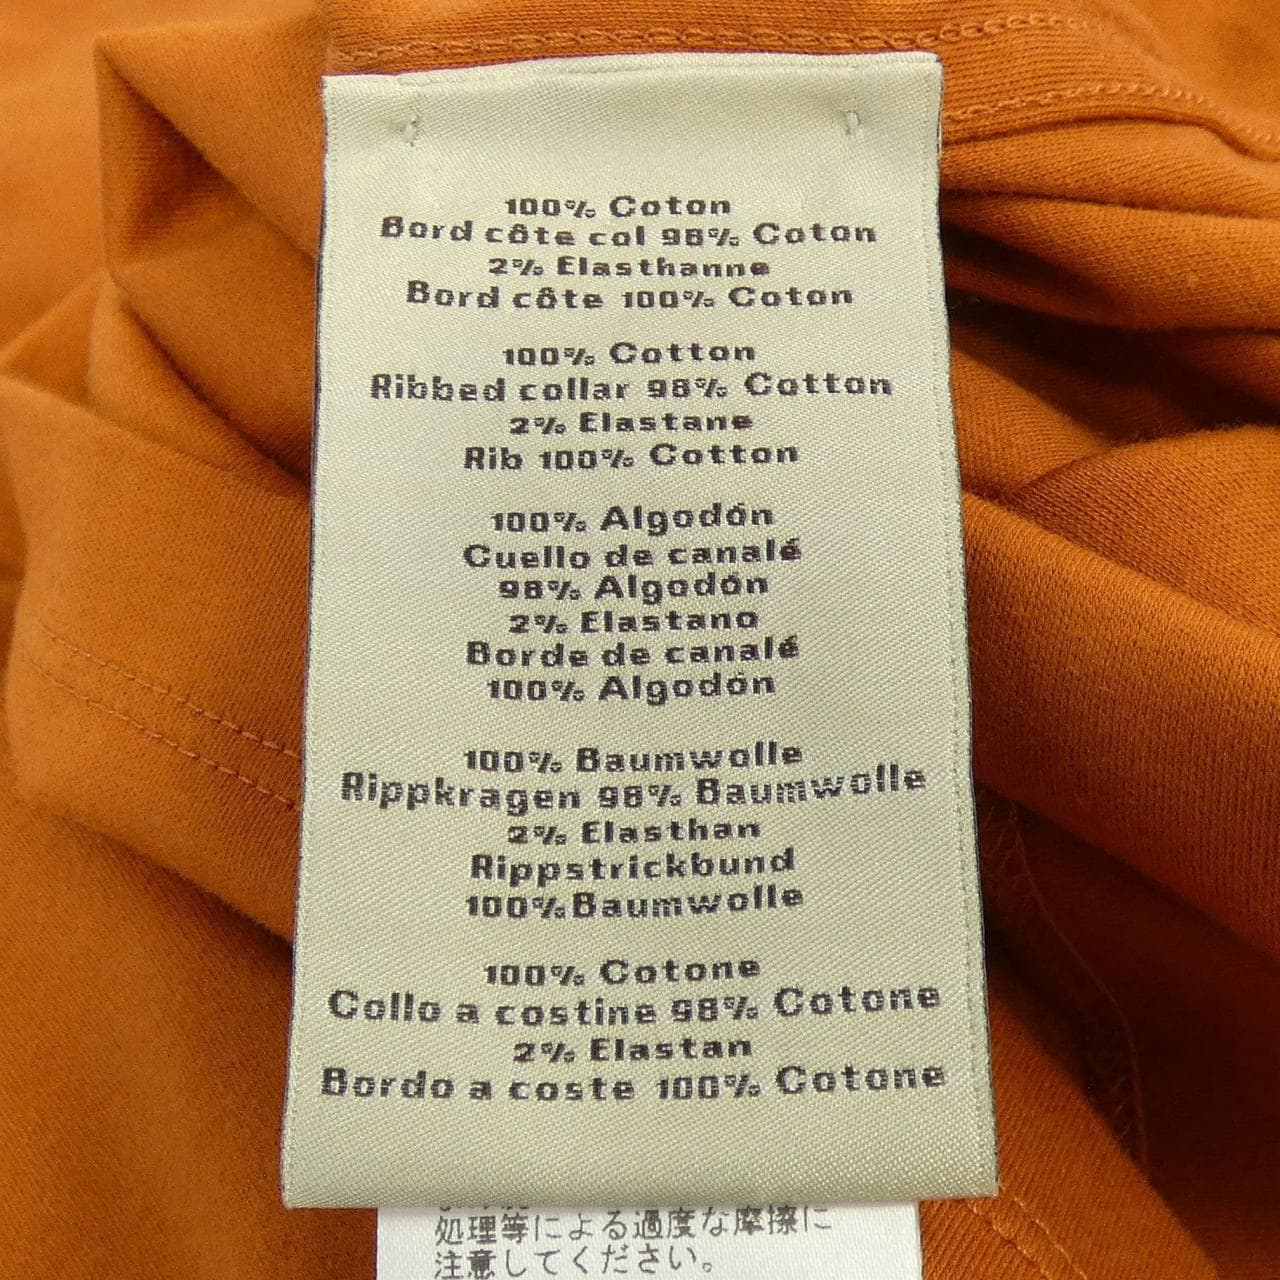 100% Coton
Bord côte col 98% Coton
2% Elasthanne
Bord côte 100% Coton
100% Cotton
Ribbed collar 98% Cotton
2% Elastane
Rib 100% Cotton
100% Algodón
Cuello de canalé
98% Algodón
2% Elastano
Borde de canalé
100% Algodón
100% Baumwolle
Rippkragen 98% Baumwolle
2% Elasthan
Rippstrickbund
100%Baumwolle
100% Cotone
Collo a costine 98% Cotone
2% Elastan
Bordo a coste 100% Cotone
処理等による過度な摩擦に
注意してください。